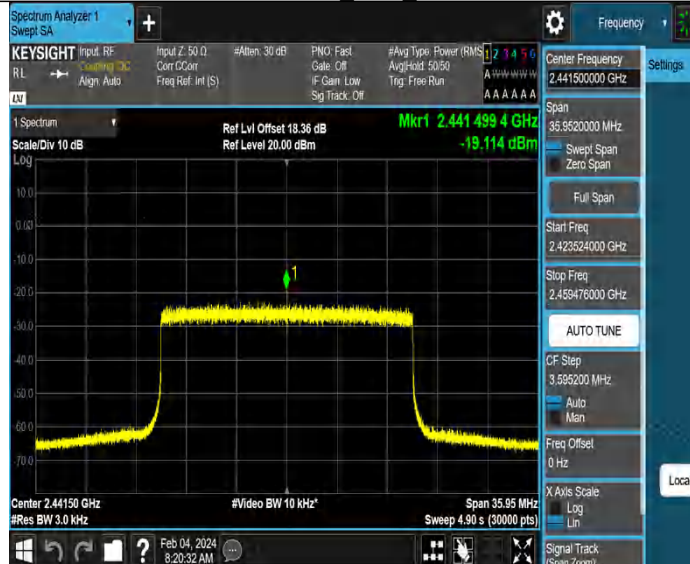 Spectrum Analyzer 1
Swept SA
+
Frequency
KEYSIGHT
Input: RF
Coupling: DC
Align: Auto
Input Z: 50 Ω
Corr CCorr
Freq Ref: Int (S)
#Atten: 30 dB
PNO: Fast
Gate: Off
IF Gain: Low
Sig Track: Off
#Avg Type: Power (RMS
Avg|Hold: 50/50
Trig: Free Run
1 2 3 4 5 6
A W W W W W
A A A A A A
RL
LXI
1 Spectrum
Scale/Div 10 dB
Log
Ref Lvl Offset 18.36 dB
Ref Level 20.00 dBm
Mkr1 2.441 499 4 GHz
-19.114 dBm
10.0
0.00
-10.0
-20.0
-30.0
-40.0
-50.0
-60.0
-70.0
1
Center 2.44150 GHz
#Res BW 3.0 kHz
#Video BW 10 kHz*
Span 35.95 MHz
Sweep 4.90 s (30000 pts)
Center Frequency
2.441500000 GHz
Settings
Span
35.9520000 MHz
Swept Span
Zero Span
Full Span
Start Freq
2.423524000 GHz
Stop Freq
2.459476000 GHz
AUTO TUNE
CF Step
3.595200 MHz
Auto
Man
Freq Offset
0 Hz
X Axis Scale
Log
Lin
Loca
Signal Track
(Span Zoom)
?
Feb 04, 2024
8:20:32 AM